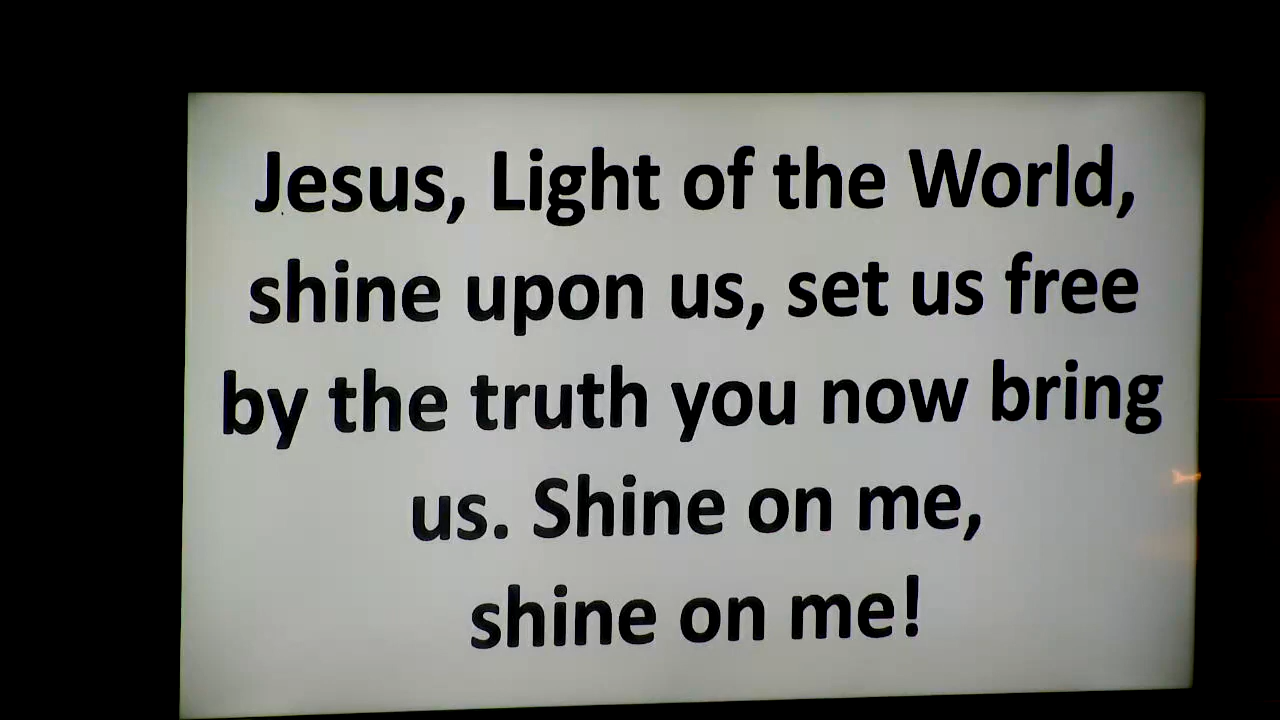 Jesus, Light of the World,
shine upon us, set us free
by the truth you now bring
us. Shine on me,
shine on me!